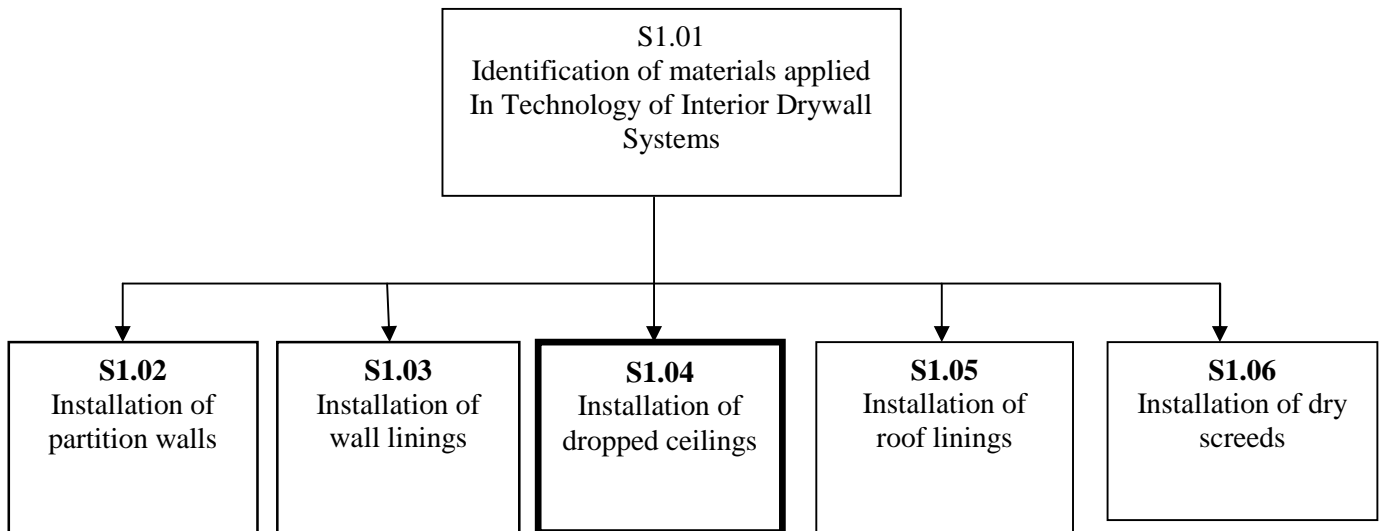 S1.01
Identification of materials applied
In Technology of Interior Drywall
Systems
S1.02
Installation of
partition walls
S1.03
Installation of
wall linings
S1.04
Installation of
dropped ceilings
S1.05
Installation of
roof linings
S1.06
Installation of dry
screeds